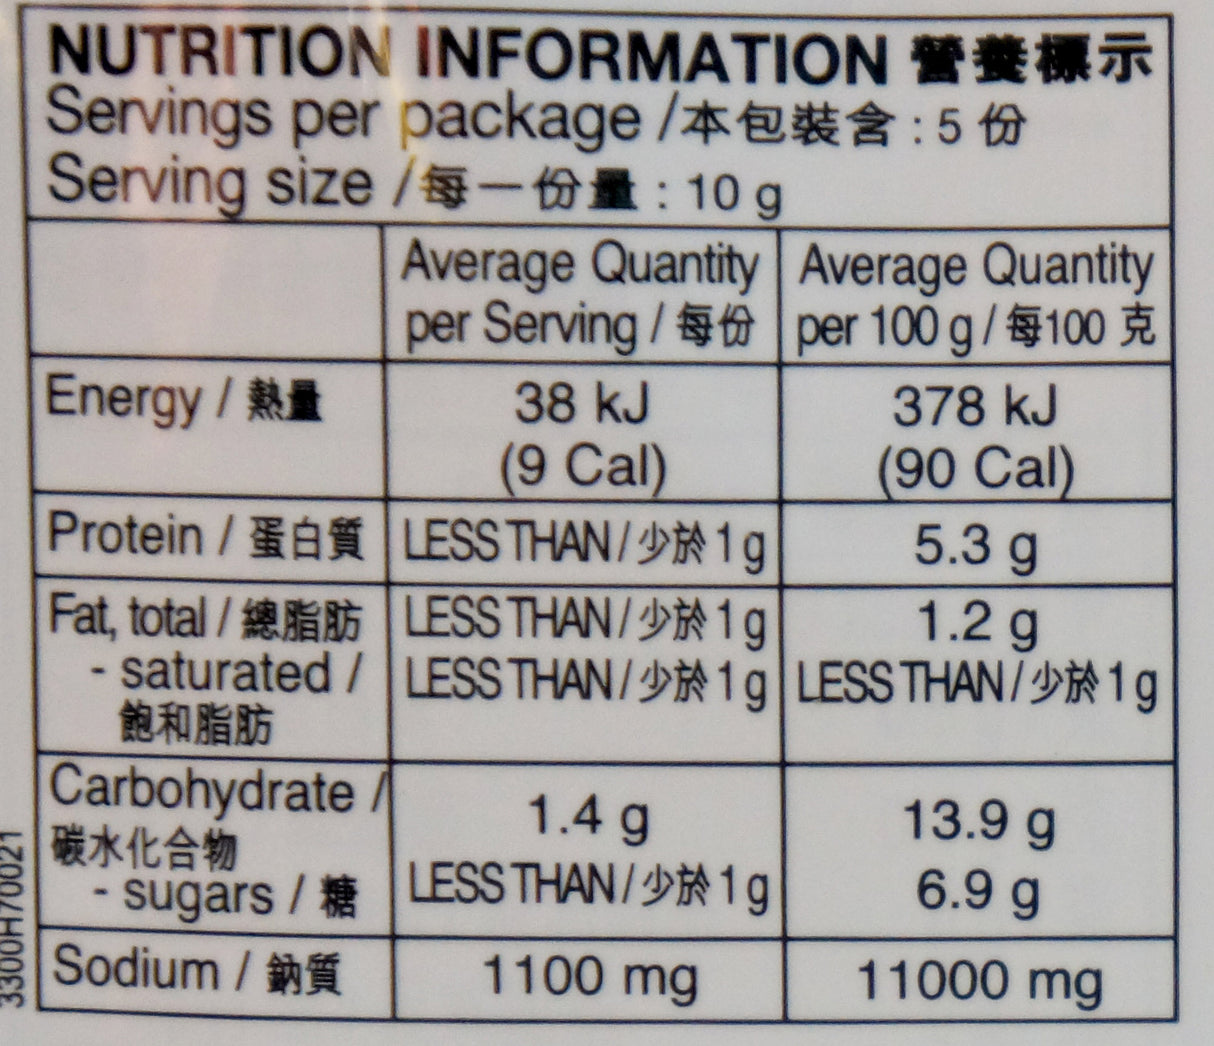 NUTRITION INFORMATION 營養標示
Servings per package /本包裝含 : 5 份
Serving size /每一份量 : 10 g
Average Quantity per Serving / 每份
Average Quantity per 100 g / 每100 克
Energy / 熱量
38 kJ
(9 Cal)
378 kJ
(90 Cal)
Protein / 蛋白質
LESS THAN / 少於 1 g
5.3 g
Fat, total / 總脂肪
LESS THAN / 少於 1 g
1.2 g
- saturated /
飽和脂肪
LESS THAN / 少於 1 g
LESS THAN / 少於 1 g
Carbohydrate /
碳水化合物
1.4 g
13.9 g
- sugars / 糖
LESS THAN / 少於 1 g
6.9 g
Sodium / 鈉質
1100 mg
11000 mg
3300H70021